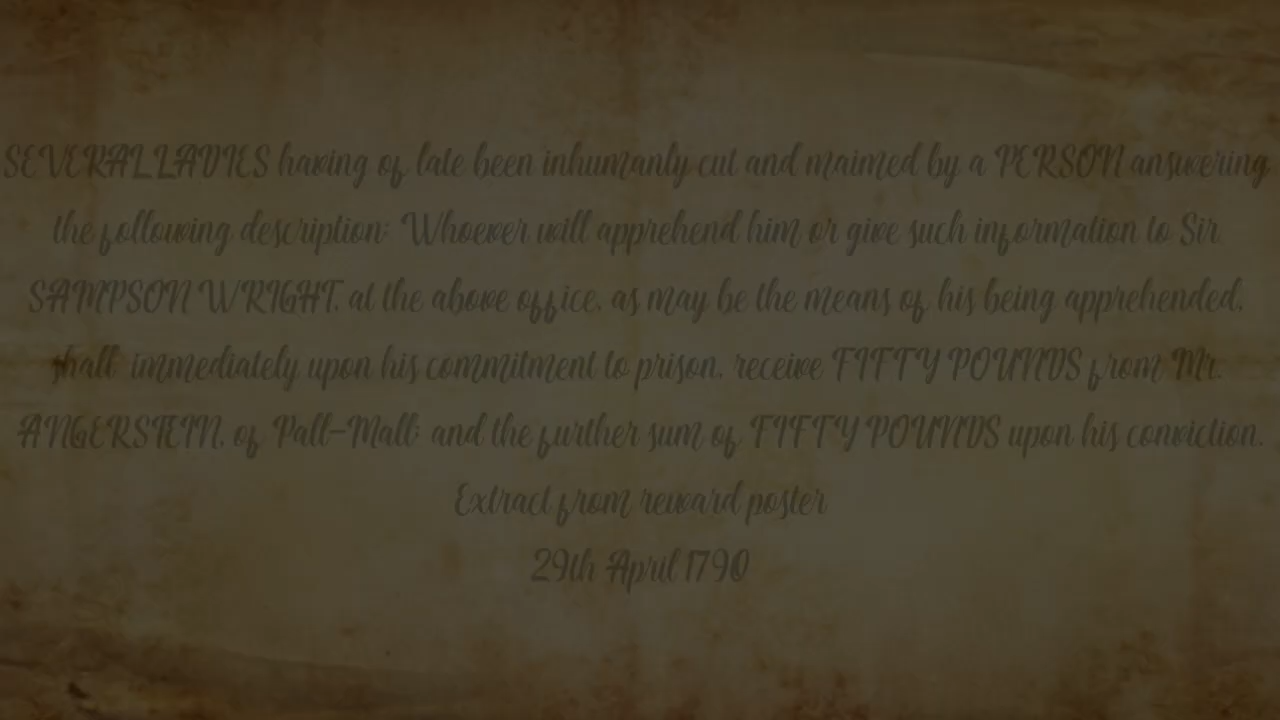 SEVERAL LADIES having of late been inhumanly cut and maimed by a PERSON answering
the following description: Whoever will apprehend him or give such information to Sir
SAMPSON WRIGHT, at the above office, as may be the means of his being apprehended,
shall immediately upon his commitment to prison, receive FIFTY POUNDS from Mr.
ANGERSTEIN, of Pall-Mall; and the further sum of FIFTY POUNDS upon his conviction.
Extract from reward poster
29th April 1790